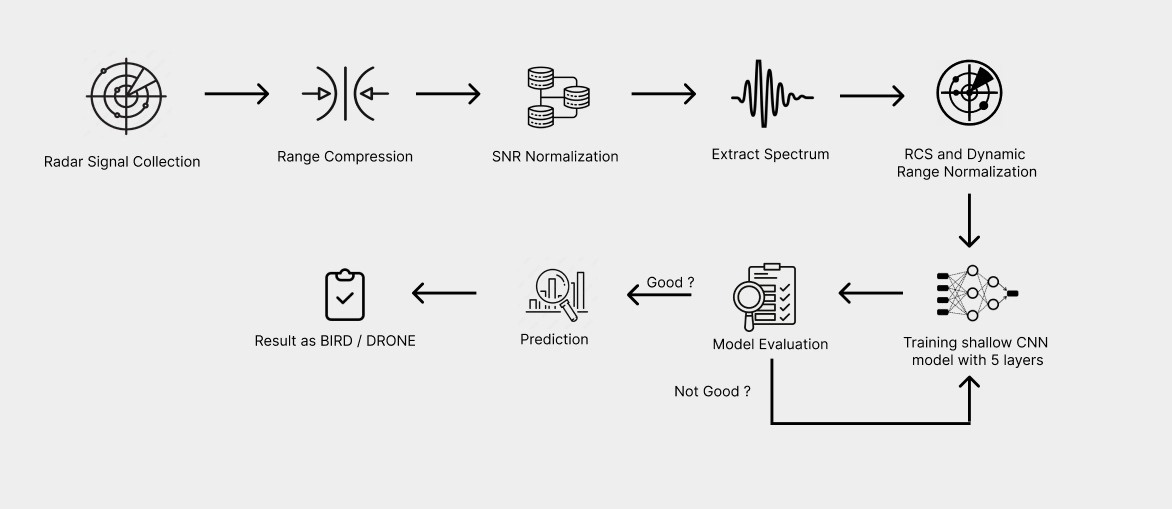 Radar Signal Collection
Range Compression
SNR Normalization
Extract Spectrum
RCS and Dynamic
Range Normalization
Training shallow CNN
model with 5 layers
Model Evaluation
Good ?
Not Good ?
Prediction
Result as BIRD / DRONE